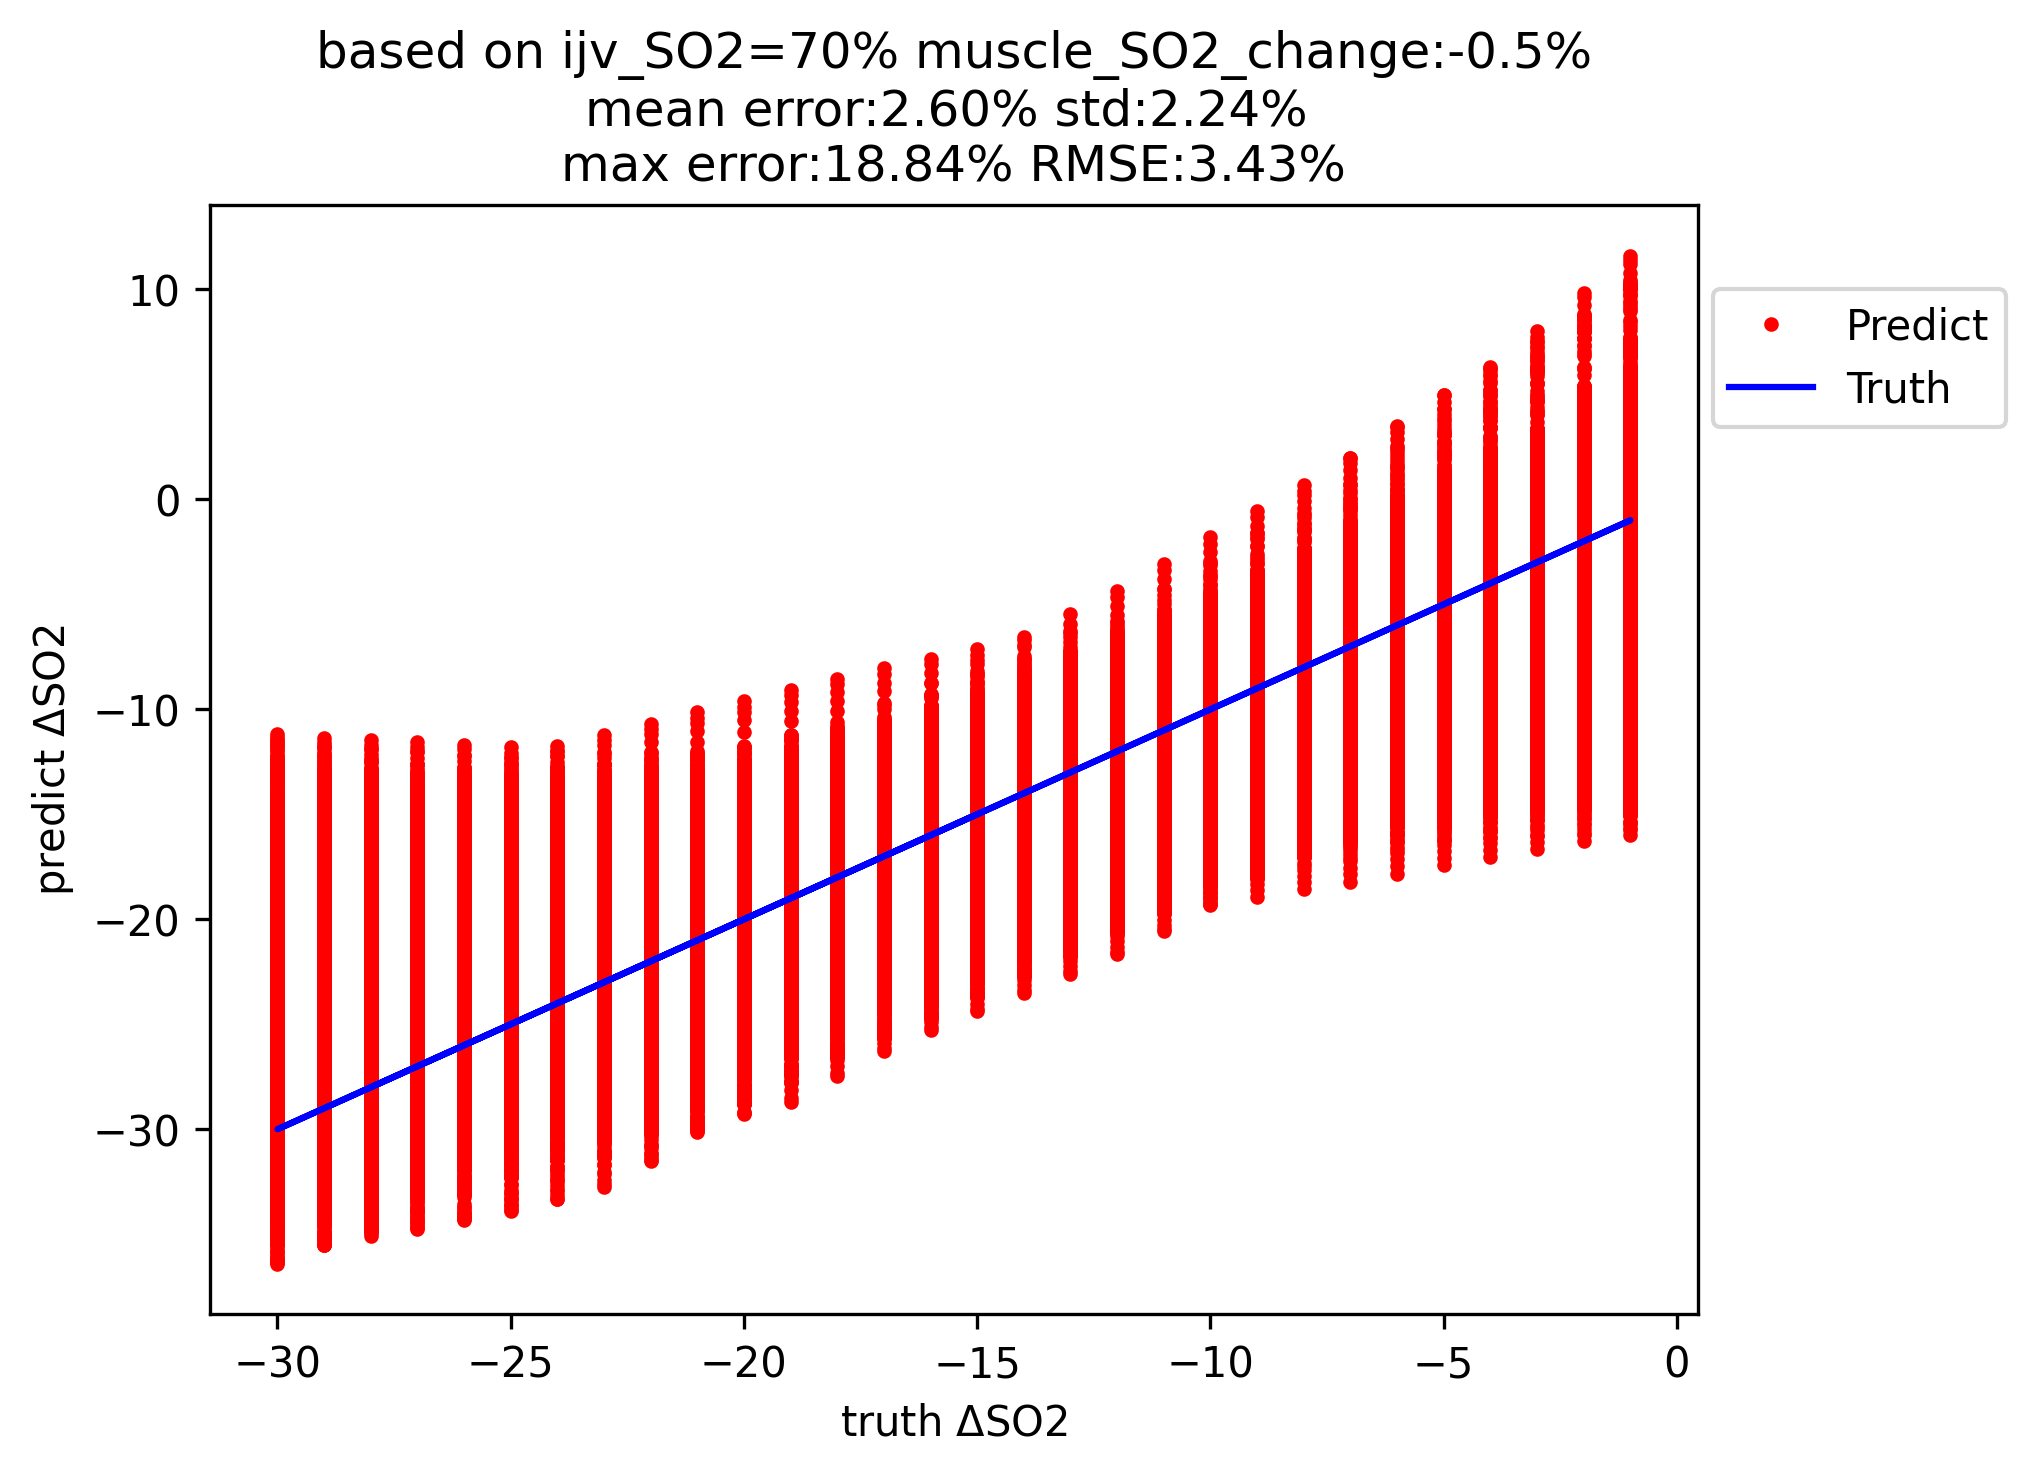 based on ijv_SO2=70% muscle_SO2_change:-0.5%
mean error:2.60% std:2.24%
max error:18.84% RMSE:3.43%
Predict
Truth
10
0
−10
−20
−30
predict ΔSO2
−30 −25 −20 −15 −10 −5 0
truth ΔSO2